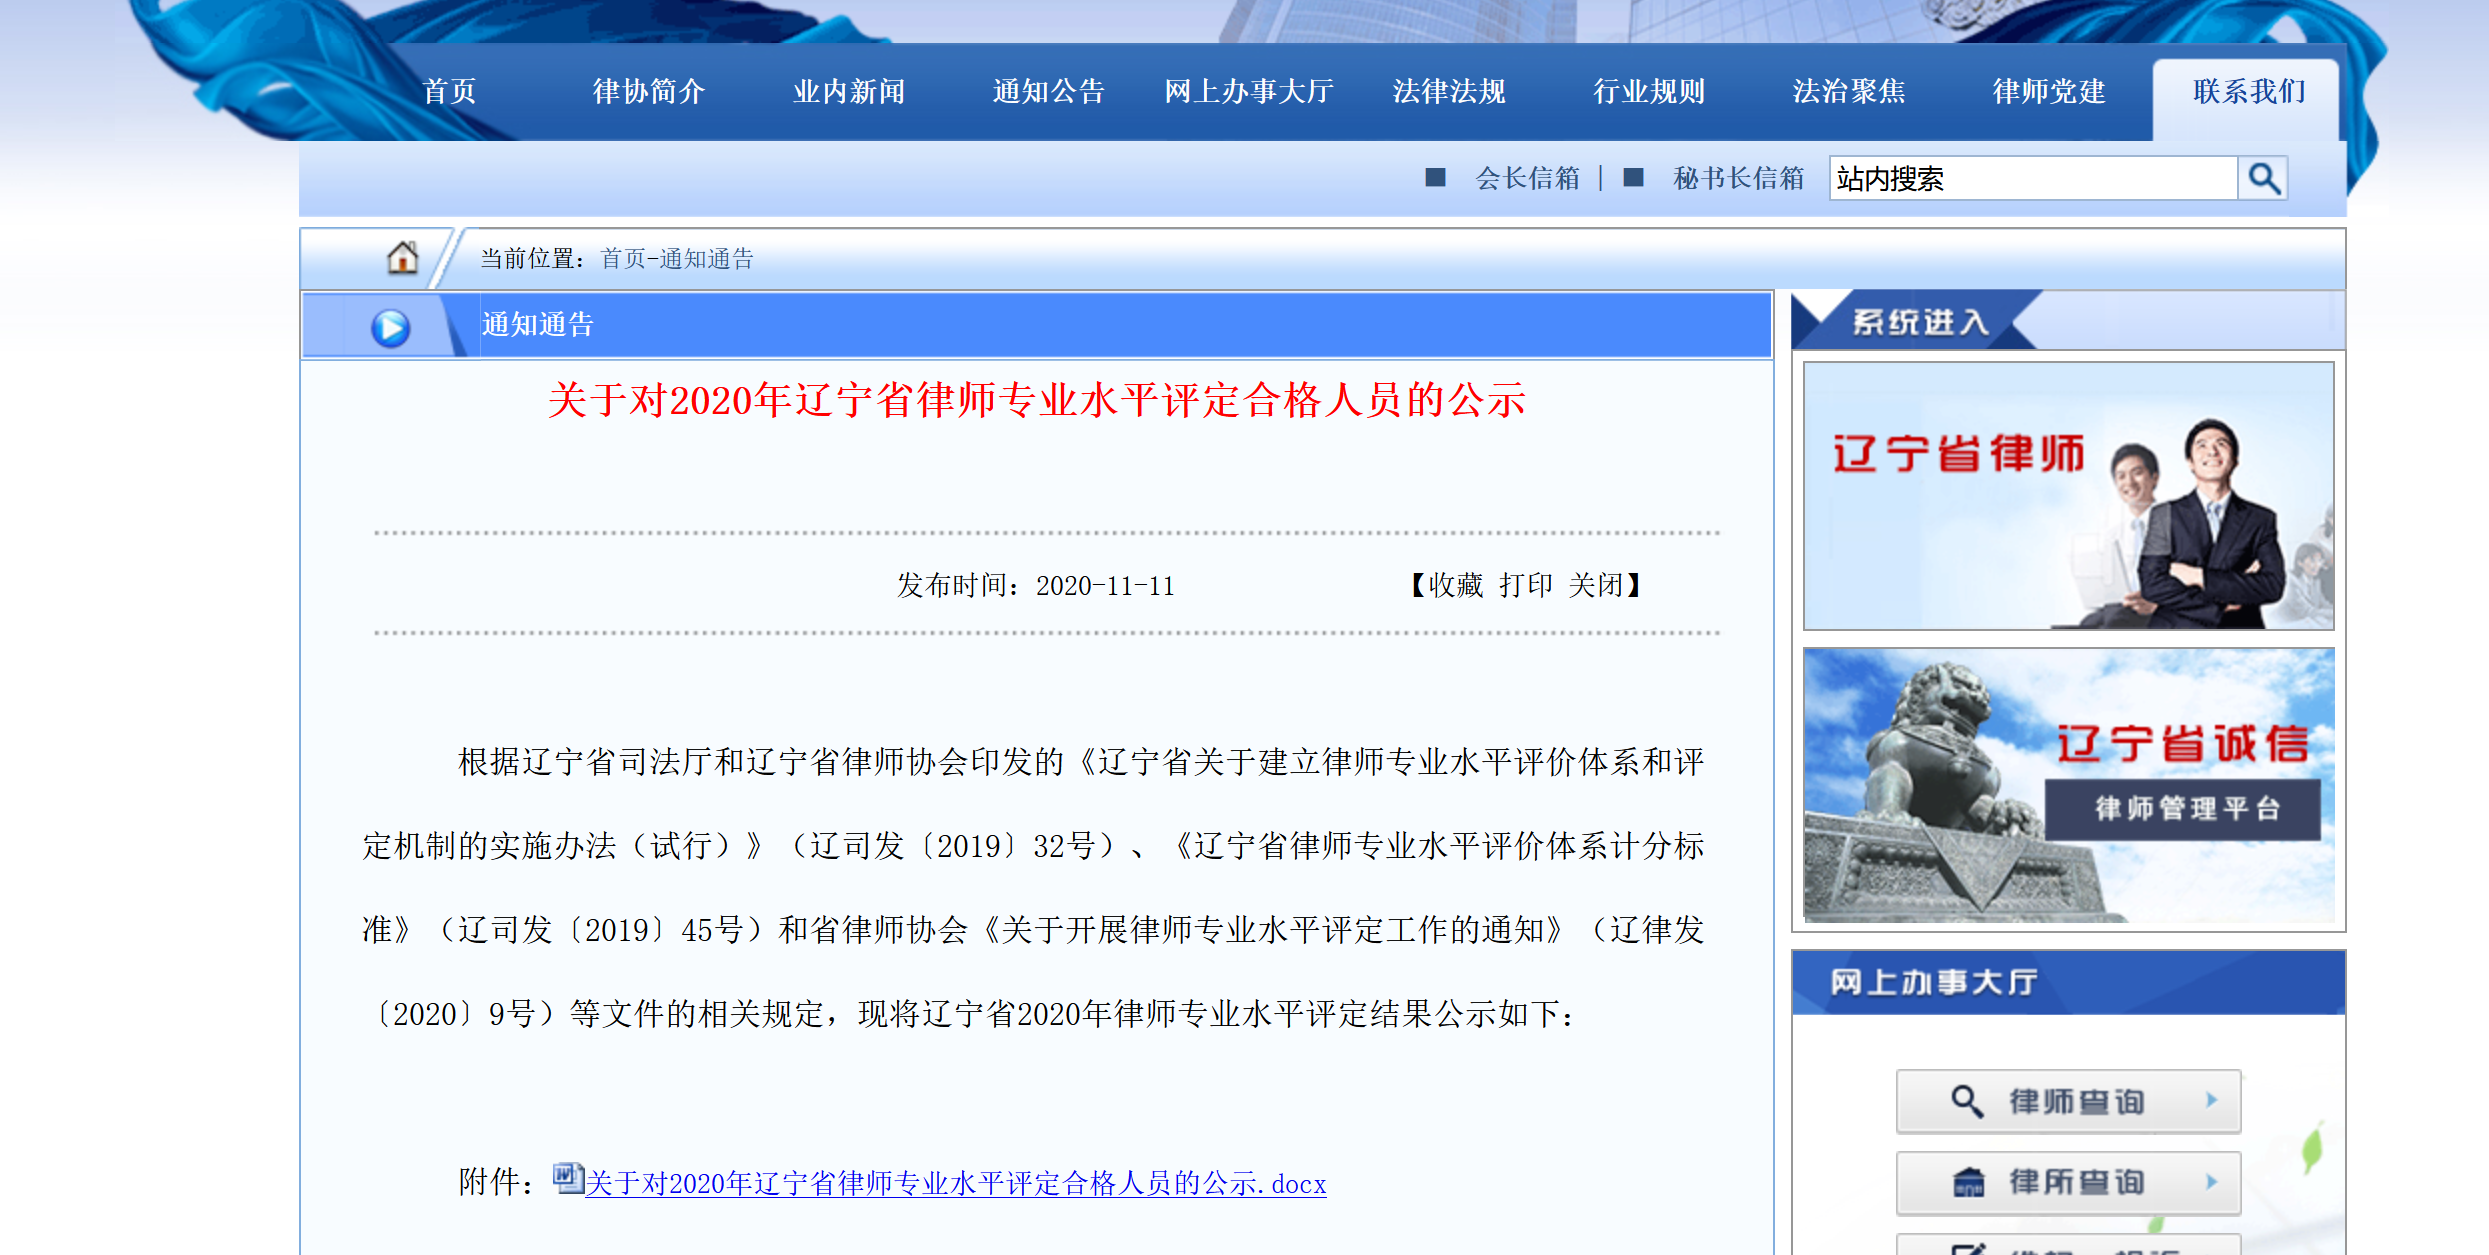 首页 律协简介 业内新闻 通知公告 网上办事大厅 法律法规 行业规则 法治聚焦 律师党建 联系我们
■ 会长信箱 | ■ 秘书长信箱 站内搜索
当前位置：首页-通知通告
通知通告
关于对2020年辽宁省律师专业水平评定合格人员的公示
发布时间：2020-11-11 【收藏 打印 关闭】
根据辽宁省司法厅和辽宁省律师协会印发的《辽宁省关于建立律师专业水平评价体系和评
定机制的实施办法（试行）》（辽司发〔2019〕32号）、《辽宁省律师专业水平评价体系计分标
准》（辽司发〔2019〕45号）和省律师协会《关于开展律师专业水平评定工作的通知》（辽律发
〔2020〕9号）等文件的相关规定，现将辽宁省2020年律师专业水平评定结果公示如下：
附件：关于对2020年辽宁省律师专业水平评定合格人员的公示.docx
系统进入
辽宁省律师
辽宁省诚信
律师管理平台
网上办事大厅
律师查询
律所查询